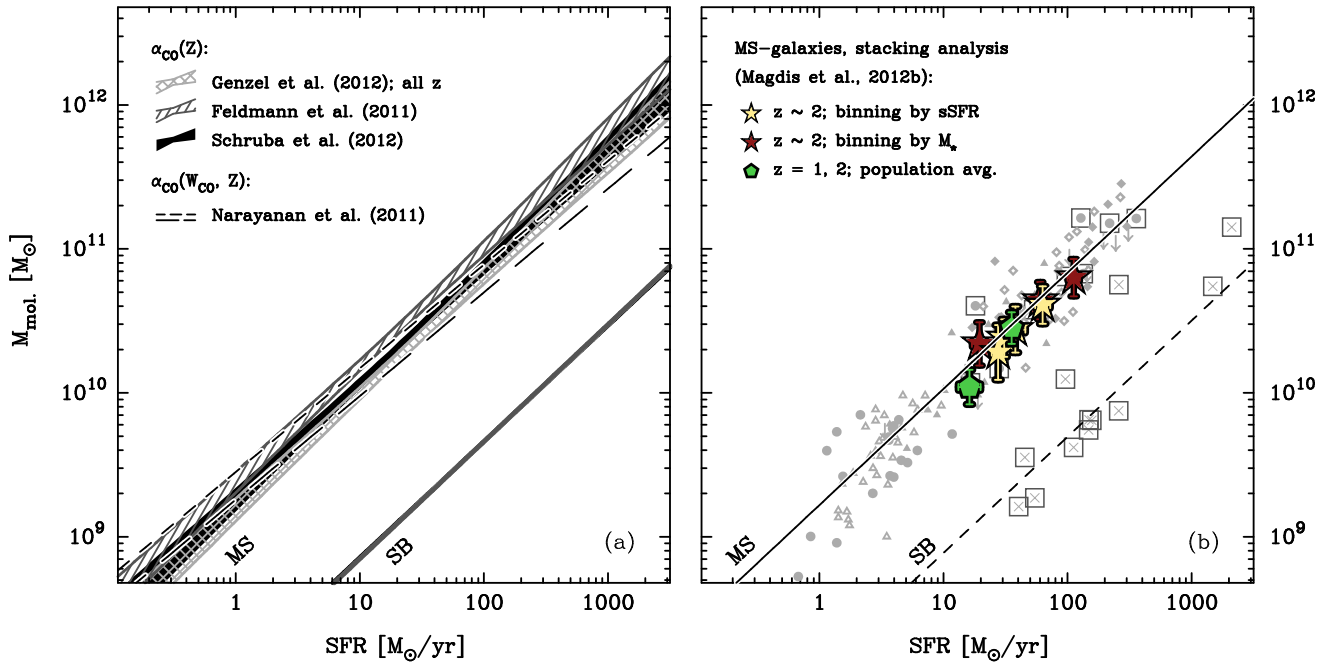 α_CO(Z):
Genzel et al. (2012); all z
Feldmann et al. (2011)
Schruba et al. (2012)
α_CO(W_CO, Z):
Narayanan et al. (2011)
10^12
10^11
10^10
10^9
M_mol. [M_⊙]
MS
SB
(a)
1
10
100
1000
SFR [M_⊙/yr]
MS-galaxies, stacking analysis
(Magdis et al., 2012b):
z ~ 2; binning by sSFR
z ~ 2; binning by M_*
z = 1, 2; population avg.
10^12
10^11
10^10
10^9
MS
SB
(b)
1
10
100
1000
SFR [M_⊙/yr]